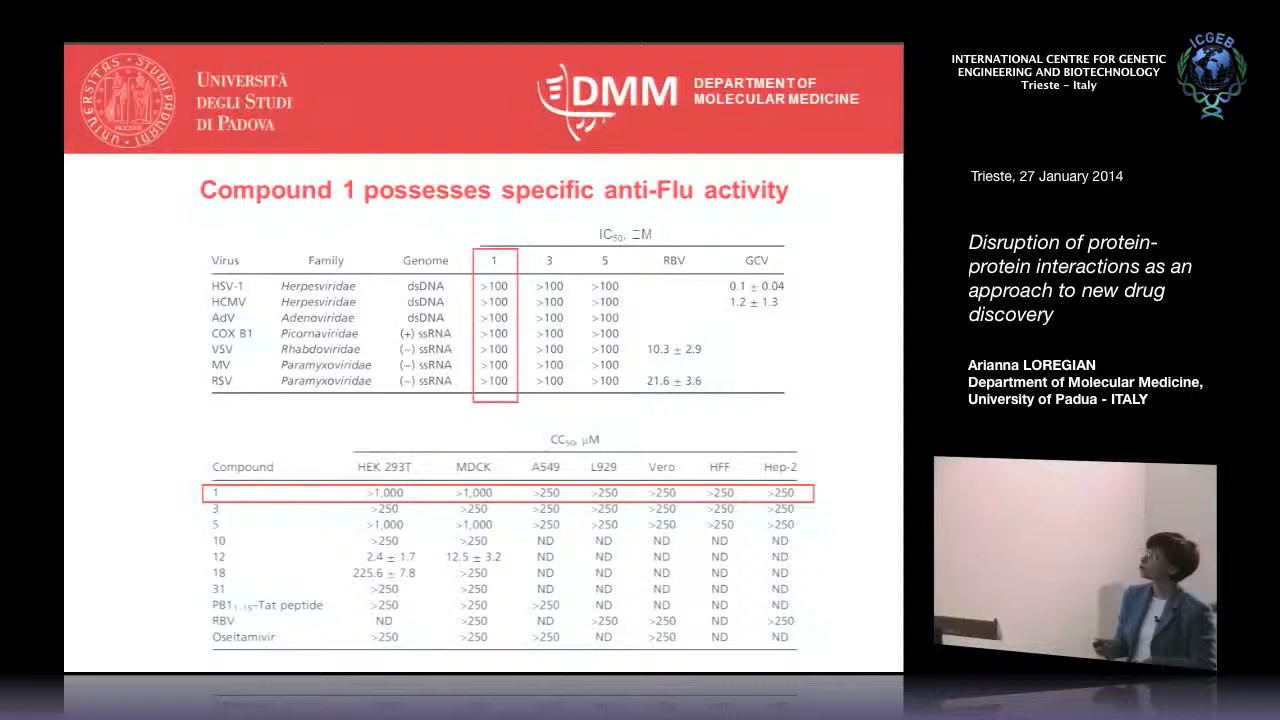 UNIVERSITÀ
DEGLI STUDI
DI PADOVA
DMM
DEPARTMENT OF
MOLECULAR MEDICINE
Compound 1 possesses specific anti-Flu activity
IC50, ΞM
Virus Family Genome 1 3 5 RBV GCV
HSV-1 Herpesviridae dsDNA >100 >100 >100 0.1 ± 0.04
HCMV Herpesviridae dsDNA >100 >100 >100 1.2 ± 1.3
AdV Adenoviridae dsDNA >100 >100 >100
COX B1 Picornaviridae (+) ssRNA >100 >100 >100
VSV Rhabdoviridae (−) ssRNA >100 >100 >100 10.3 ± 2.9
MV Paramyxoviridae (−) ssRNA >100 >100 >100
RSV Paramyxoviridae (−) ssRNA >100 >100 >100 21.6 ± 3.6
CC50, μM
Compound HEK 293T MDCK A549 L929 Vero HFF Hep-2
1 >1,000 >1,000 >250 >250 >250 >250 >250
3 >250 >250 >250 >250 >250 >250 >250
5 >1,000 >1,000 >250 >250 >250 >250 >250
10 >250 >250 ND ND ND ND ND
12 2.4 ± 1.7 12.5 ± 3.2 ND ND ND ND ND
18 225.6 ± 7.8 >250 ND ND ND ND ND
31 >250 >250 ND ND ND ND ND
PB11-15-Tat peptide >250 >250 >250 ND ND ND ND
RBV ND >250 >250 >250 >250 ND >250
Oseltamivir >250 >250 >250 ND >250 ND ND
INTERNATIONAL CENTRE FOR GENETIC
ENGINEERING AND BIOTECHNOLOGY
Trieste - Italy
ICGEB
Trieste, 27 January 2014
Disruption of protein-
protein interactions as an
approach to new drug
discovery
Arianna LOREGIAN
Department of Molecular Medicine,
University of Padua - ITALY